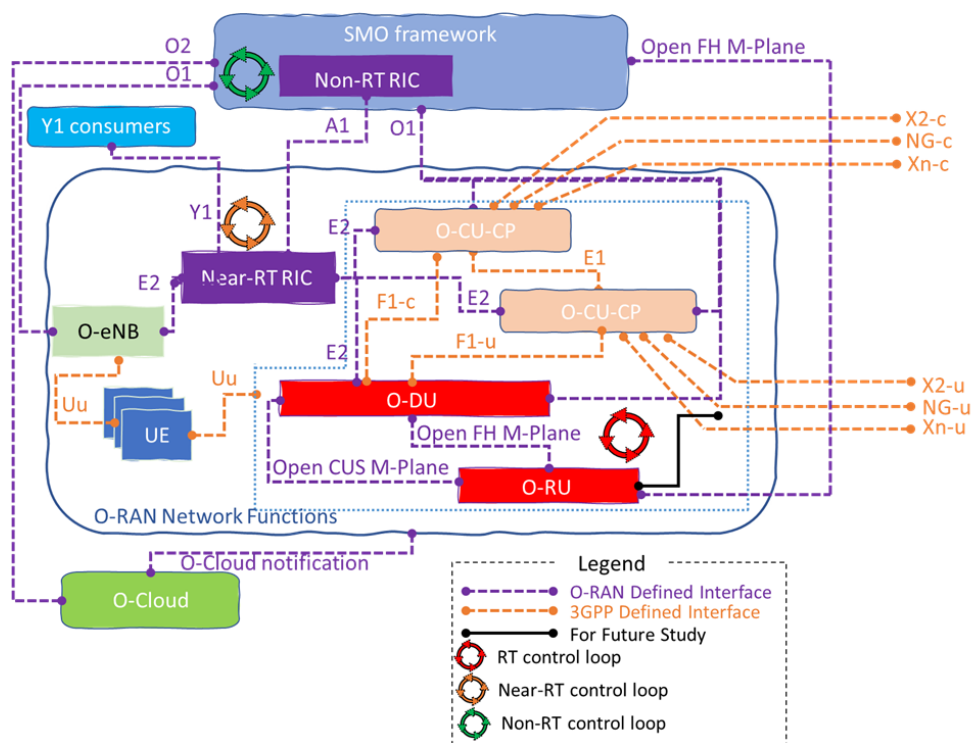 SMO framework
O2
Open FH M-Plane
O1
Non-RT RIC
Y1 consumers
A1
O1
X2-c
NG-c
Xn-c
Y1
E2
O-CU-CP
E2
Near-RT RIC
E1
F1-c
E2
O-CU-CP
O-eNB
F1-u
E2
Uu
Uu
O-DU
X2-u
NG-u
Xn-u
UE
Open FH M-Plane
Open CUS M-Plane
O-RU
O-RAN Network Functions
O-Cloud notification
O-Cloud
Legend
O-RAN Defined Interface
3GPP Defined Interface
For Future Study
RT control loop
Near-RT control loop
Non-RT control loop